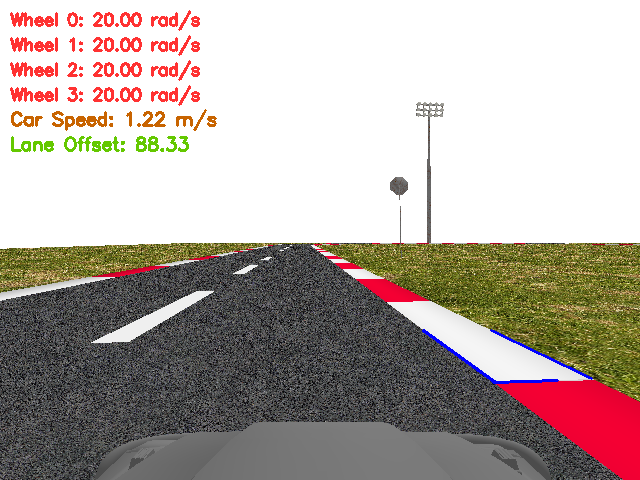 Wheel 0: 20.00 rad/s
Wheel 1: 20.00 rad/s
Wheel 2: 20.00 rad/s
Wheel 3: 20.00 rad/s
Car Speed: 1.22 m/s
Lane Offset: 88.33